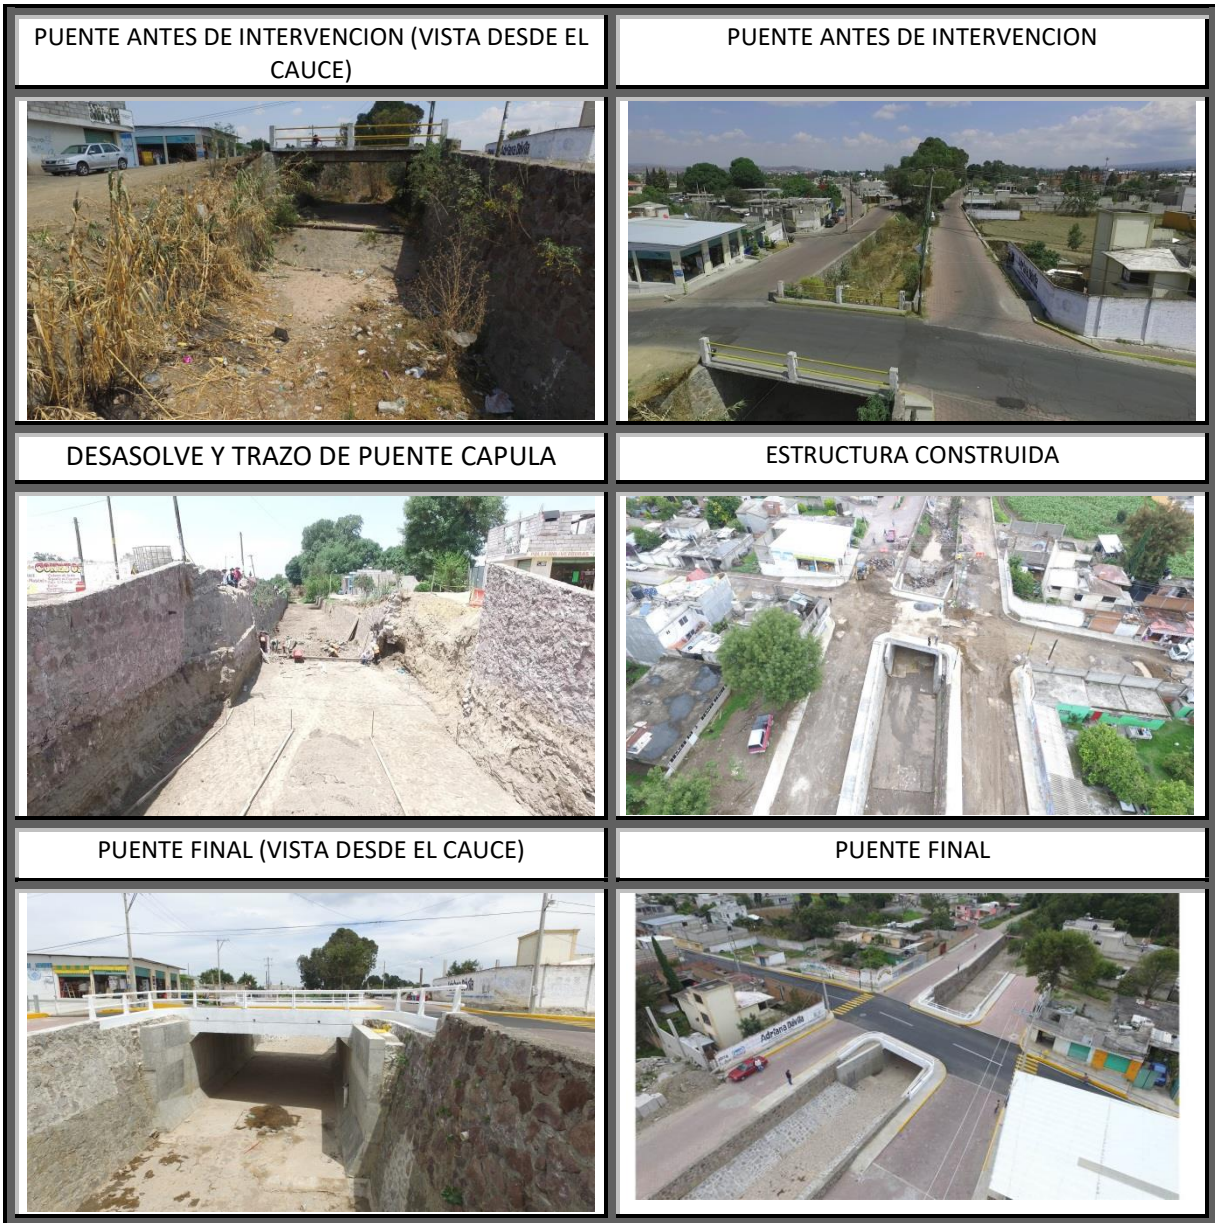 PUENTE ANTES DE INTERVENCION (VISTA DESDE EL
CAUCE)
PUENTE ANTES DE INTERVENCION
DESASOLVE Y TRAZO DE PUENTE CAPULA
ESTRUCTURA CONSTRUIDA
PUENTE FINAL (VISTA DESDE EL CAUCE)
PUENTE FINAL
Adriana Dávila